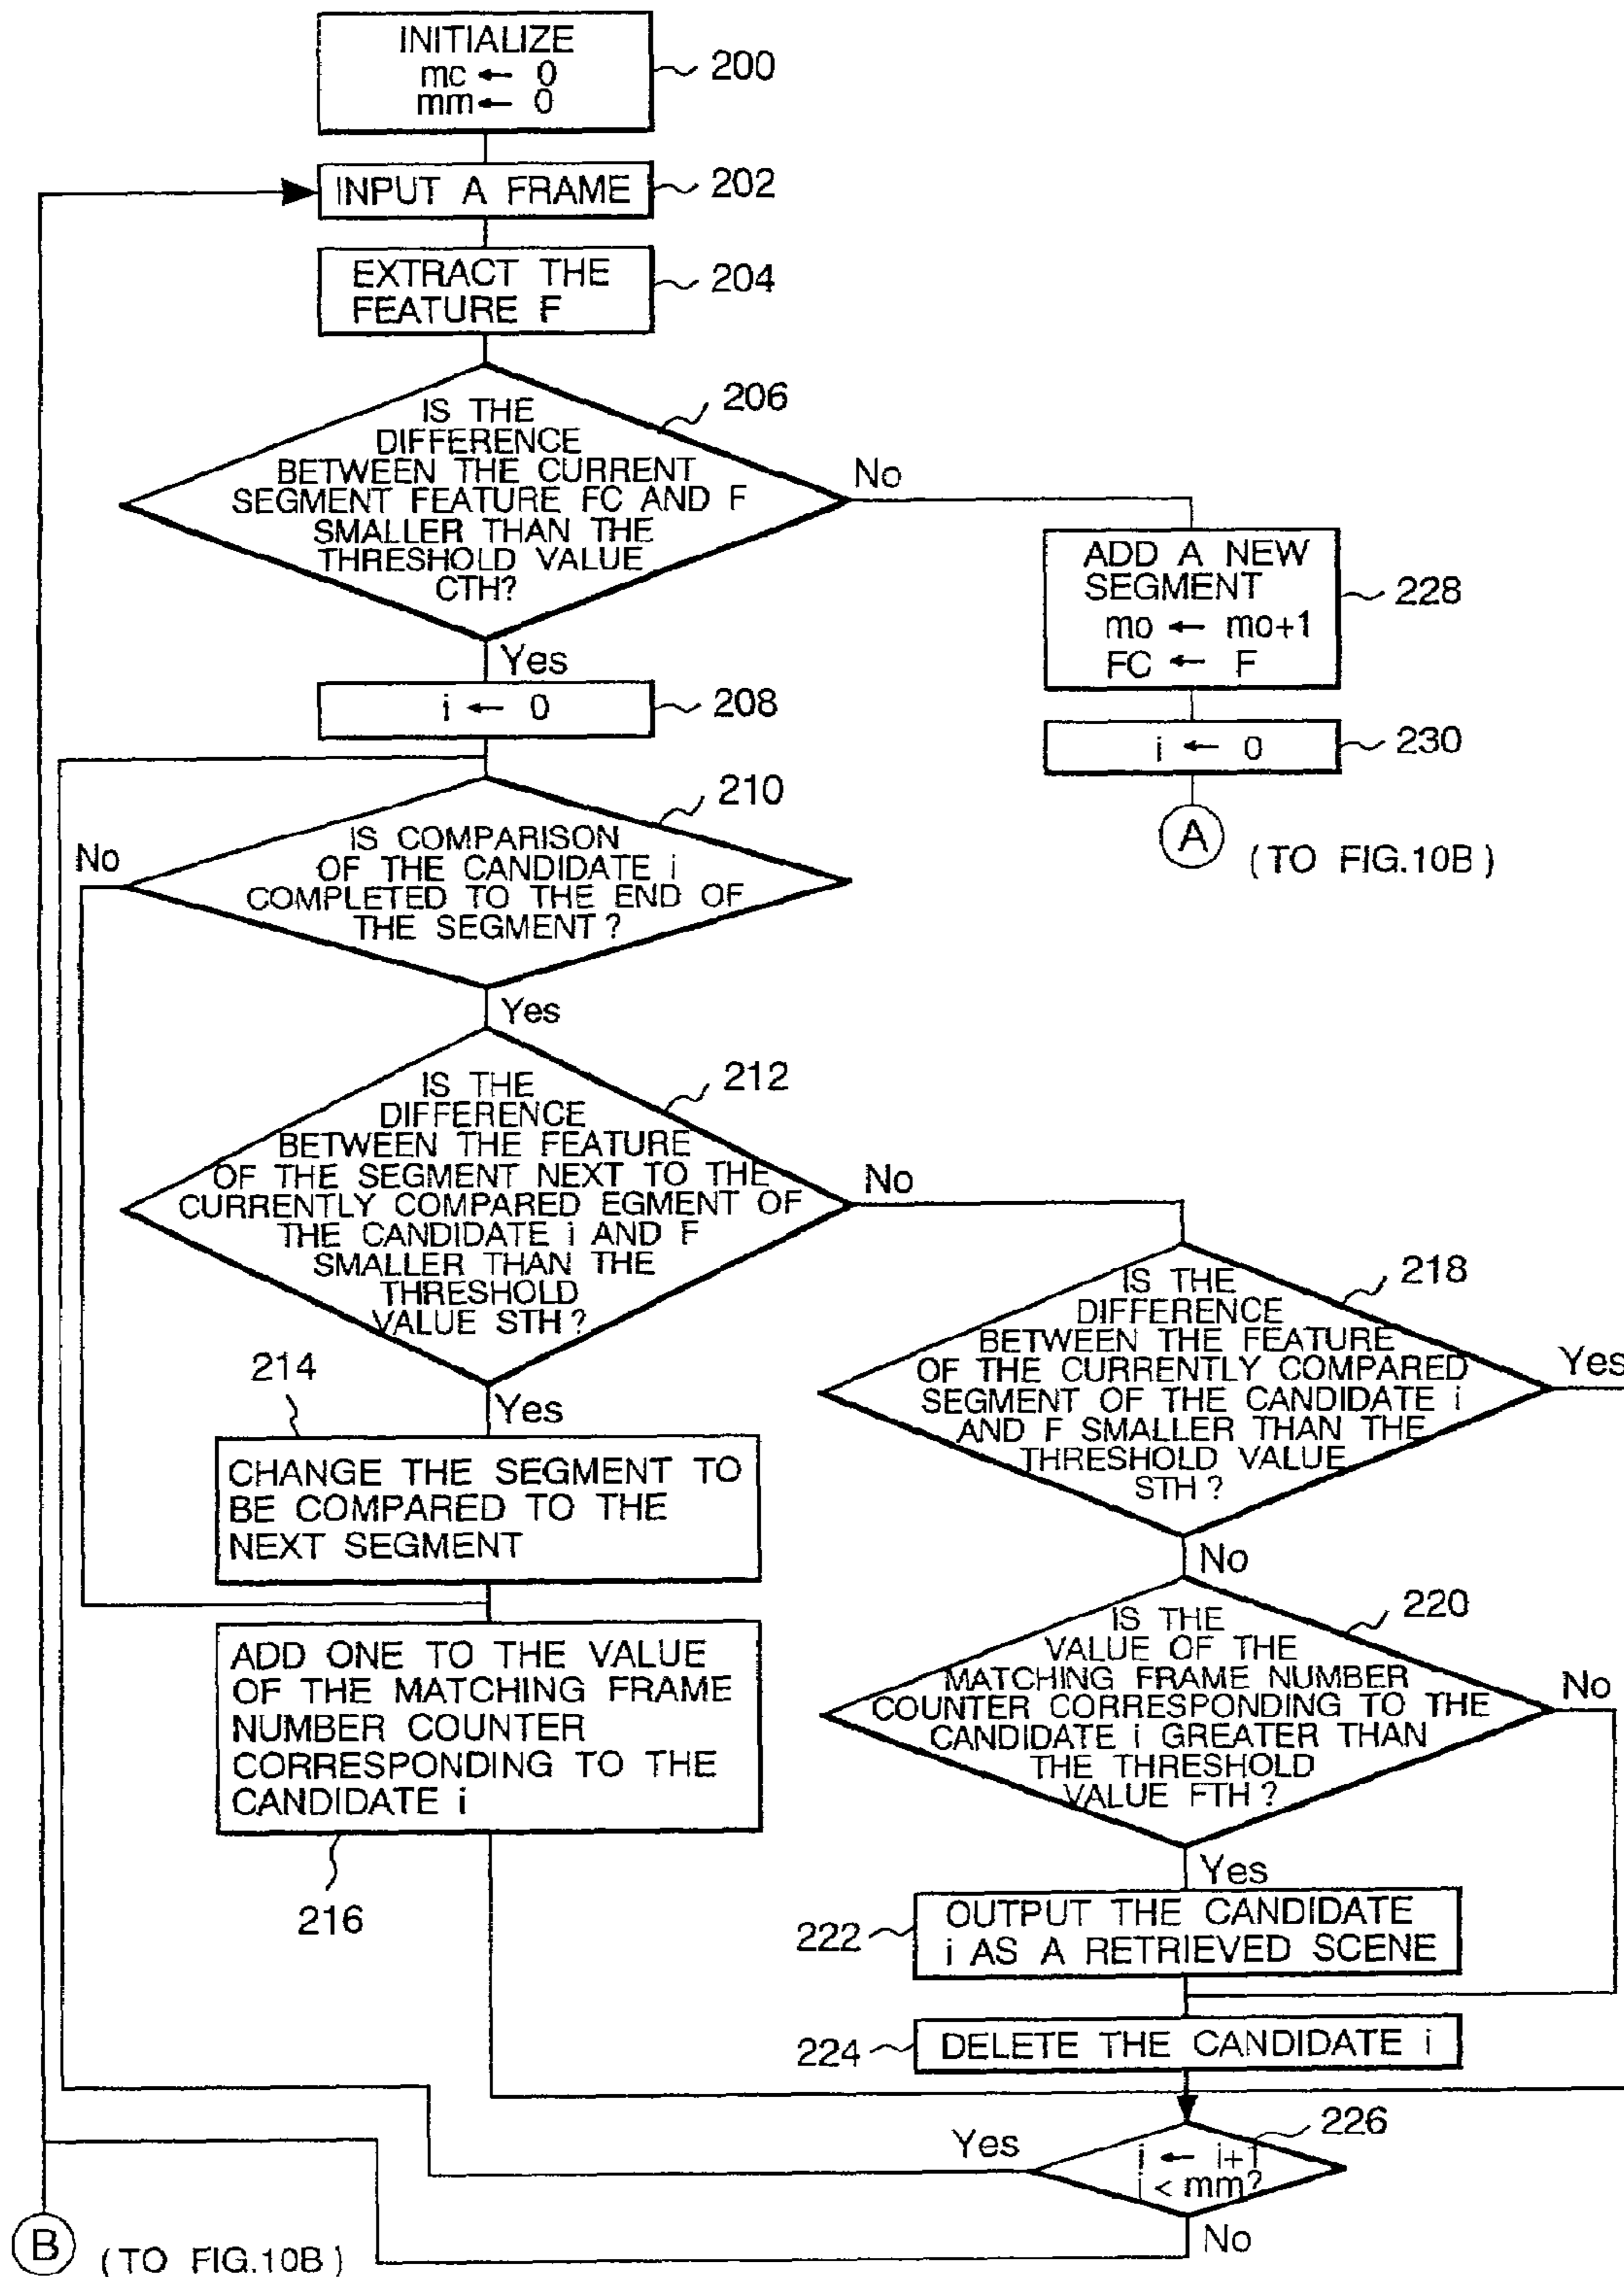 INITIALIZE
mc ← 0
mm ← 0
200
INPUT A FRAME
202
EXTRACT THE
FEATURE F
204
IS THE
DIFFERENCE
BETWEEN THE CURRENT
SEGMENT FEATURE FC AND F
SMALLER THAN THE
THRESHOLD VALUE
CTH?
206
No
Yes
ADD A NEW
SEGMENT
mo ← mo+1
FC ← F
228
i ← 0
230
A
(TO FIG.10B)
i ← 0
208
IS COMPARISON
OF THE CANDIDATE i
COMPLETED TO THE END OF
THE SEGMENT?
210
No
Yes
IS THE
DIFFERENCE
BETWEEN THE FEATURE
OF THE SEGMENT NEXT TO THE
CURRENTLY COMPARED EGMENT OF
THE CANDIDATE i AND F
SMALLER THAN THE
THRESHOLD
VALUE STH?
212
No
Yes
214
CHANGE THE SEGMENT TO
BE COMPARED TO THE
NEXT SEGMENT
ADD ONE TO THE VALUE
OF THE MATCHING FRAME
NUMBER COUNTER
CORRESPONDING TO THE
CANDIDATE i
216
IS THE
DIFFERENCE
BETWEEN THE FEATURE
OF THE CURRENTLY COMPARED
SEGMENT OF THE CANDIDATE i
AND F SMALLER THAN THE
THRESHOLD VALUE
STH?
218
Yes
No
IS THE
VALUE OF THE
MATCHING FRAME NUMBER
COUNTER CORRESPONDING TO THE
CANDIDATE i GREATER THAN
THE THRESHOLD
VALUE FTH?
220
No
Yes
222
OUTPUT THE CANDIDATE
i AS A RETRIEVED SCENE
224
DELETE THE CANDIDATE i
226
i ← i+1
i < mm?
Yes
No
B
(TO FIG.10B)